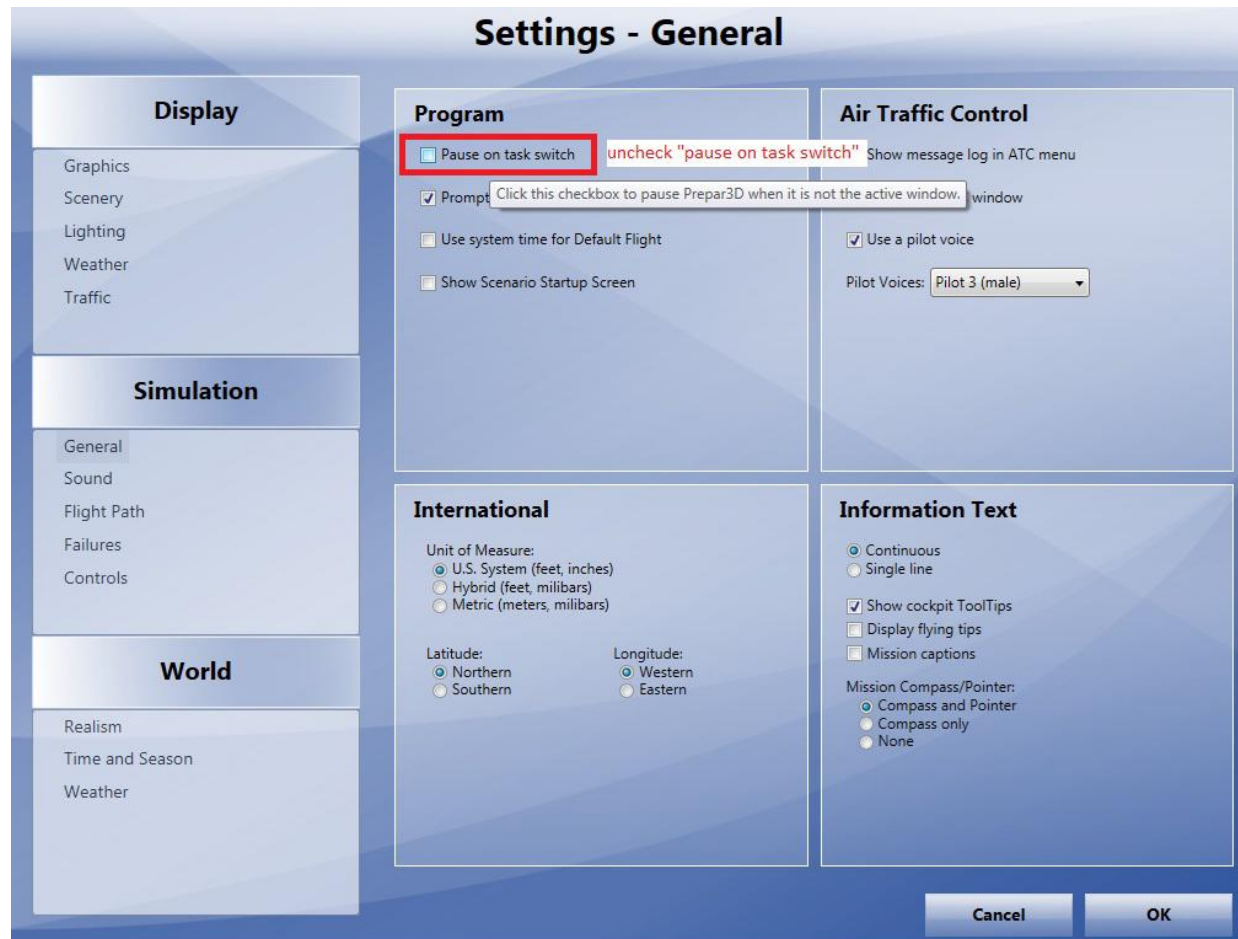 Settings - General
Display
Graphics
Scenery
Lighting
Weather
Traffic
Simulation
General
Sound
Flight Path
Failures
Controls
World
Realism
Time and Season
Weather
Program
Pause on task switch
uncheck "pause on task switch"
Prompt
Click this checkbox to pause Prepar3D when it is not the active window.
Use system time for Default Flight
Show Scenario Startup Screen
Air Traffic Control
Show message log in ATC menu
window
Use a pilot voice
Pilot Voices: Pilot 3 (male)
International
Unit of Measure:
U.S. System (feet, inches)
Hybrid (feet, milibars)
Metric (meters, milibars)
Latitude: Longitude:
Northern Western
Southern Eastern
Information Text
Continuous
Single line
Show cockpit ToolTips
Display flying tips
Mission captions
Mission Compass/Pointer:
Compass and Pointer
Compass only
None
Cancel OK